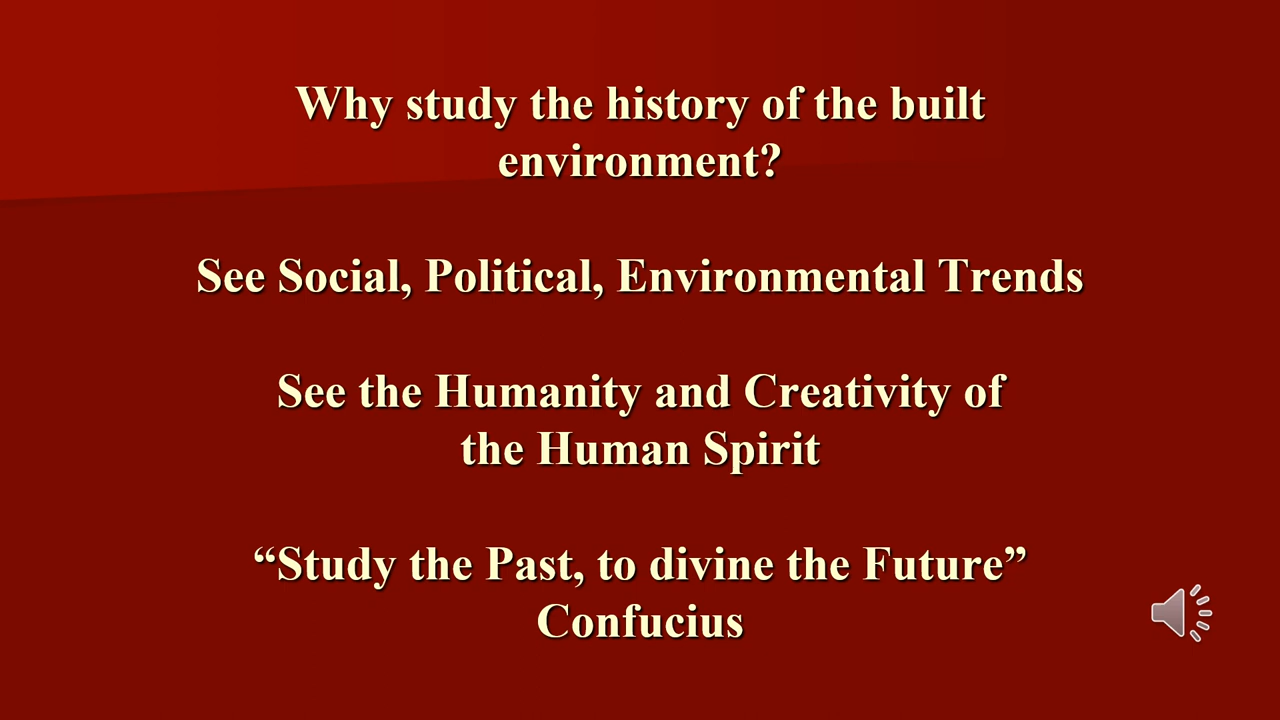 Why study the history of the built
environment?
See Social, Political, Environmental Trends
See the Humanity and Creativity of
the Human Spirit
“Study the Past, to divine the Future”
Confucius